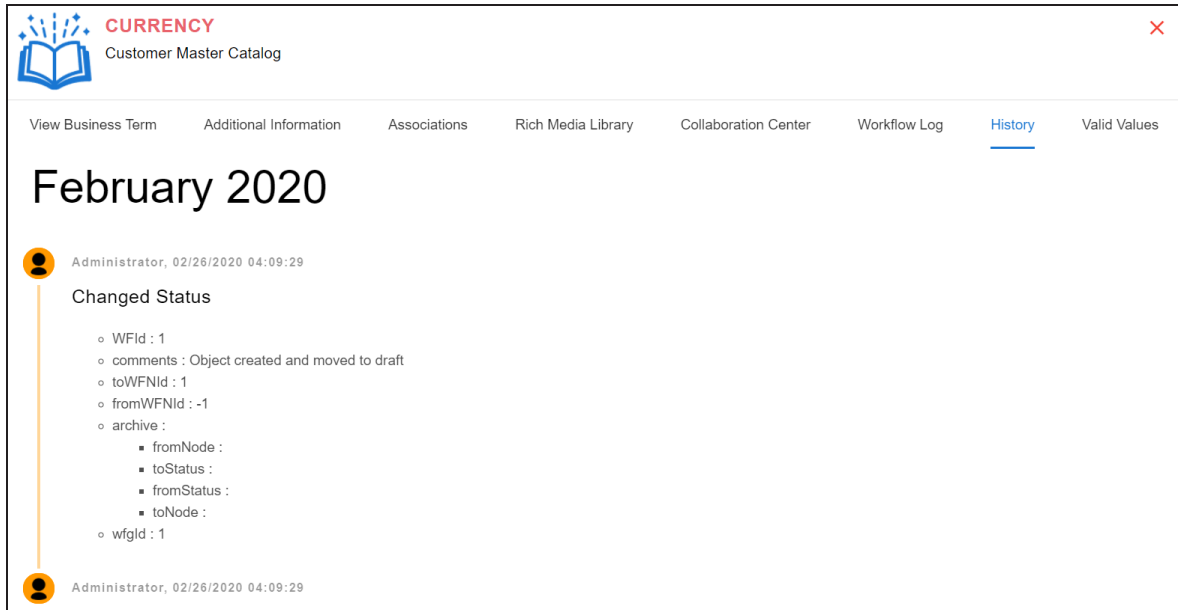 CURRENCY
Customer Master Catalog
View Business Term Additional Information Associations Rich Media Library Collaboration Center Workflow Log History Valid Values
February 2020
Administrator, 02/26/2020 04:09:29
Changed Status
WFId : 1
comments : Object created and moved to draft
toWFNId : 1
fromWFNId : -1
archive :
fromNode :
toStatus :
fromStatus :
toNode :
wfgId : 1
Administrator, 02/26/2020 04:09:29